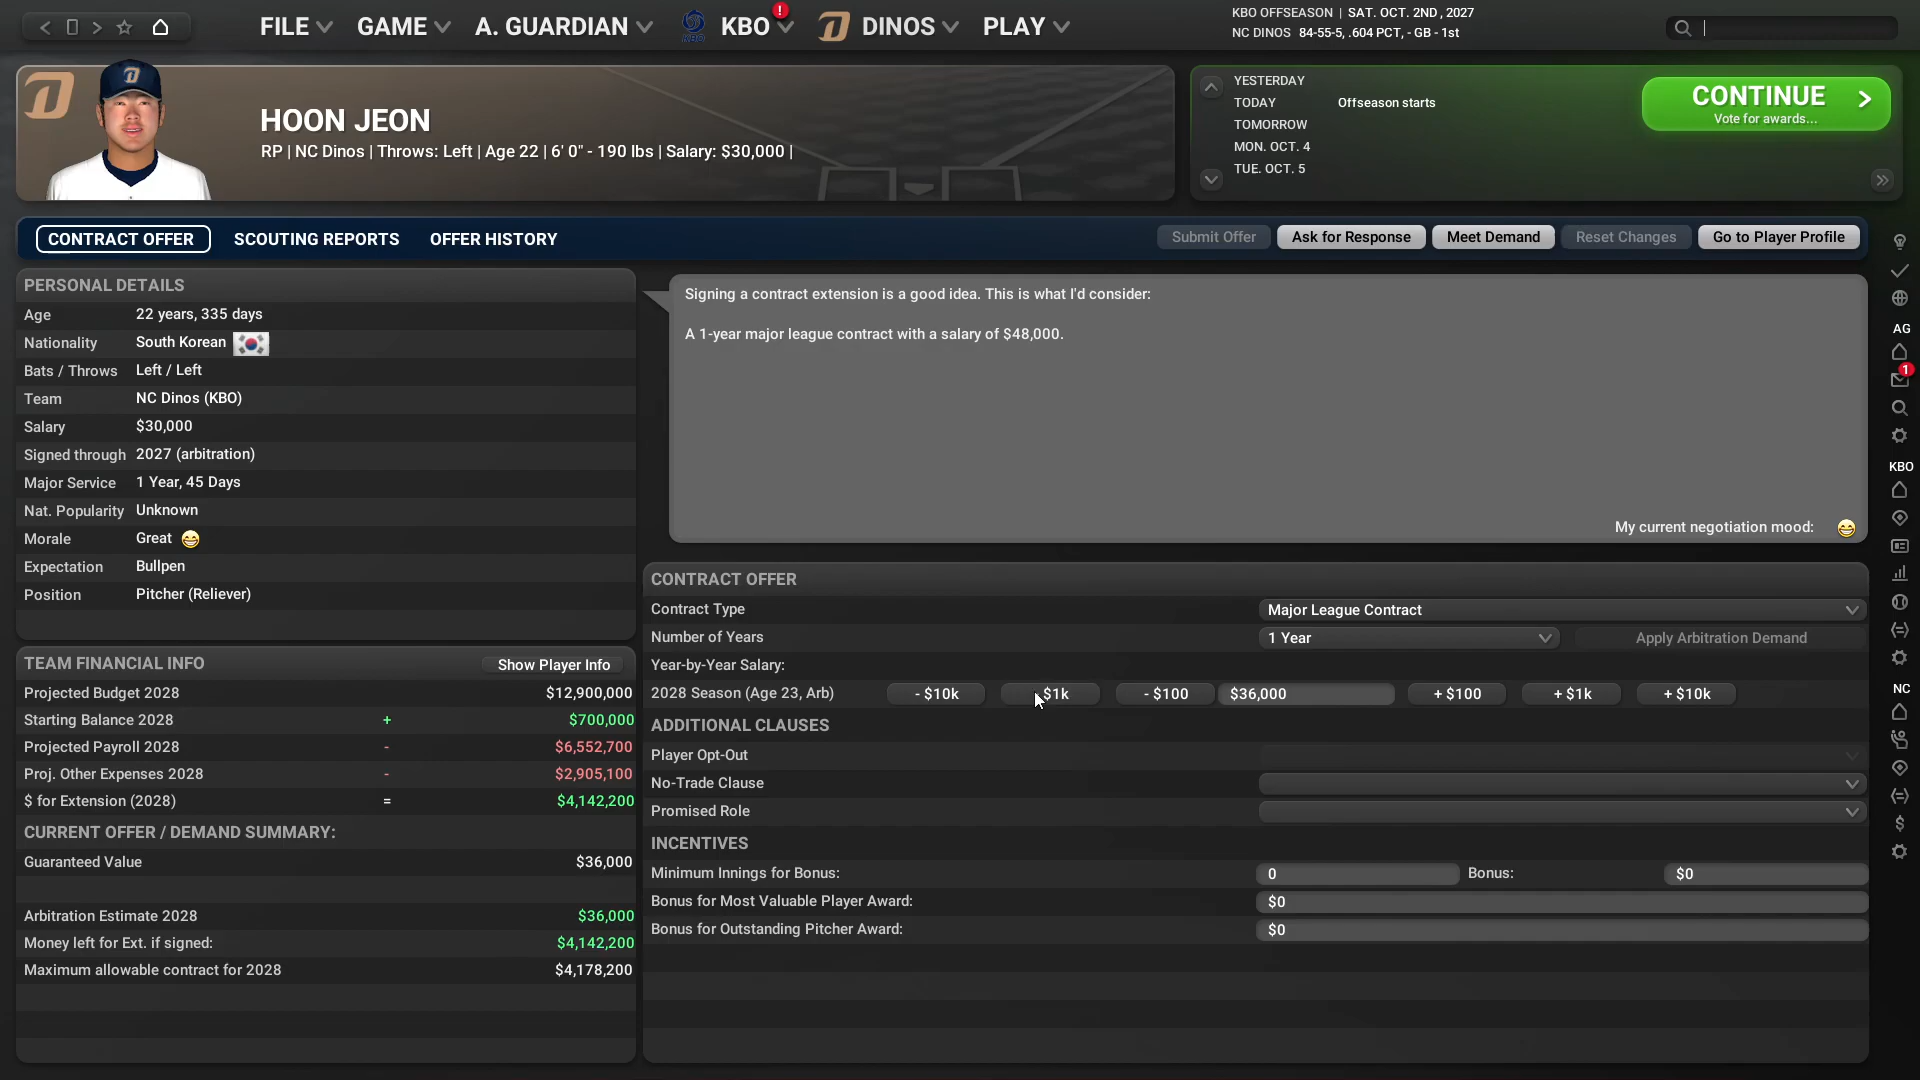 FILE GAME A. GUARDIAN KBO ! DINOS PLAY
KBO OFFSEASON | SAT. OCT. 2ND , 2027
NC DINOS 84-55-5, .604 PCT, - GB - 1st
HOON JEON
RP | NC Dinos | Throws: Left | Age 22 | 6' 0" - 190 lbs | Salary: $30,000 |
YESTERDAY
TODAY Offseason starts
TOMORROW
MON. OCT. 4
TUE. OCT. 5
CONTINUE
Vote for awards...
CONTRACT OFFER SCOUTING REPORTS OFFER HISTORY
Submit Offer Ask for Response Meet Demand Reset Changes Go to Player Profile
PERSONAL DETAILS
Age 22 years, 335 days
Nationality South Korean
Bats / Throws Left / Left
Team NC Dinos (KBO)
Salary $30,000
Signed through 2027 (arbitration)
Major Service 1 Year, 45 Days
Nat. Popularity Unknown
Morale Great
Expectation Bullpen
Position Pitcher (Reliever)
TEAM FINANCIAL INFO Show Player Info
Projected Budget 2028 $12,900,000
Starting Balance 2028 + $700,000
Projected Payroll 2028 - $6,552,700
Proj. Other Expenses 2028 - $2,905,100
$ for Extension (2028) = $4,142,200
CURRENT OFFER / DEMAND SUMMARY:
Guaranteed Value $36,000
Arbitration Estimate 2028 $36,000
Money left for Ext. if signed: $4,142,200
Maximum allowable contract for 2028 $4,178,200
Signing a contract extension is a good idea. This is what I'd consider:
A 1-year major league contract with a salary of $48,000.
My current negotiation mood:
CONTRACT OFFER
Contract Type Major League Contract
Number of Years 1 Year Apply Arbitration Demand
Year-by-Year Salary:
2028 Season (Age 23, Arb) - $10k $1k - $100 $36,000 + $100 + $1k + $10k
ADDITIONAL CLAUSES
Player Opt-Out
No-Trade Clause
Promised Role
INCENTIVES
Minimum Innings for Bonus: 0 Bonus: $0
Bonus for Most Valuable Player Award: $0
Bonus for Outstanding Pitcher Award: $0
AG
1
KBO
NC